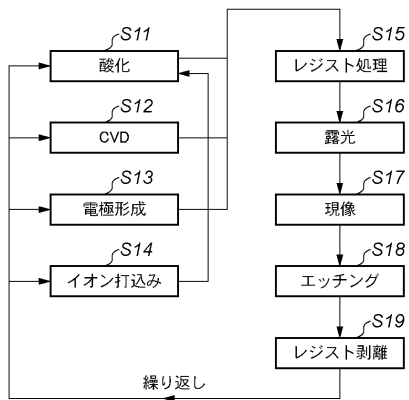 S11
酸化
S12
CVD
S13
電極形成
S14
イオン打込み
S15
レジスト処理
S16
露光
S17
現像
S18
エッチング
S19
レジスト剥離
繰り返し